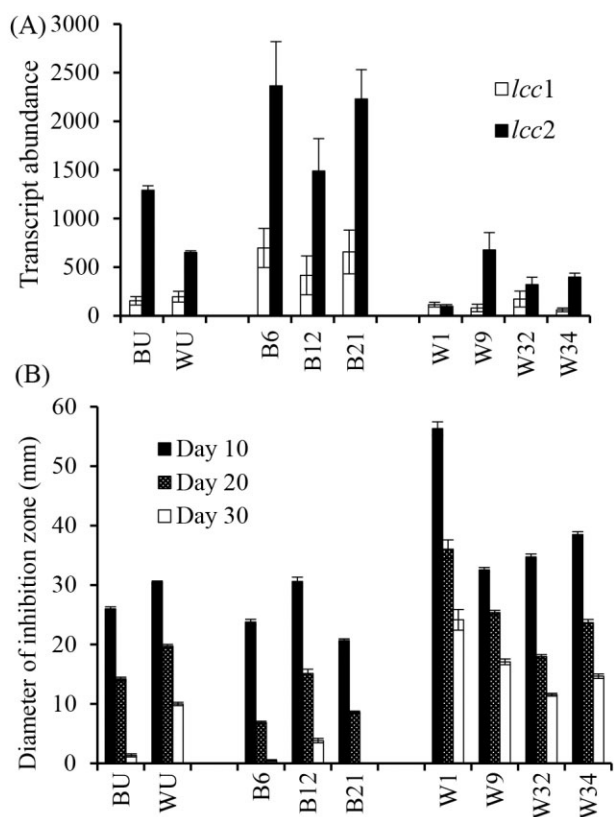 (A)
Transcript abundance
3000
2500
2000
1500
1000
500
0
lcc1
lcc2
BU
WU
B6
B12
B21
W1
W9
W32
W34
(B)
Diameter of inhibition zone (mm)
60
50
40
30
20
10
0
Day 10
Day 20
Day 30
BU
WU
B6
B12
B21
W1
W9
W32
W34